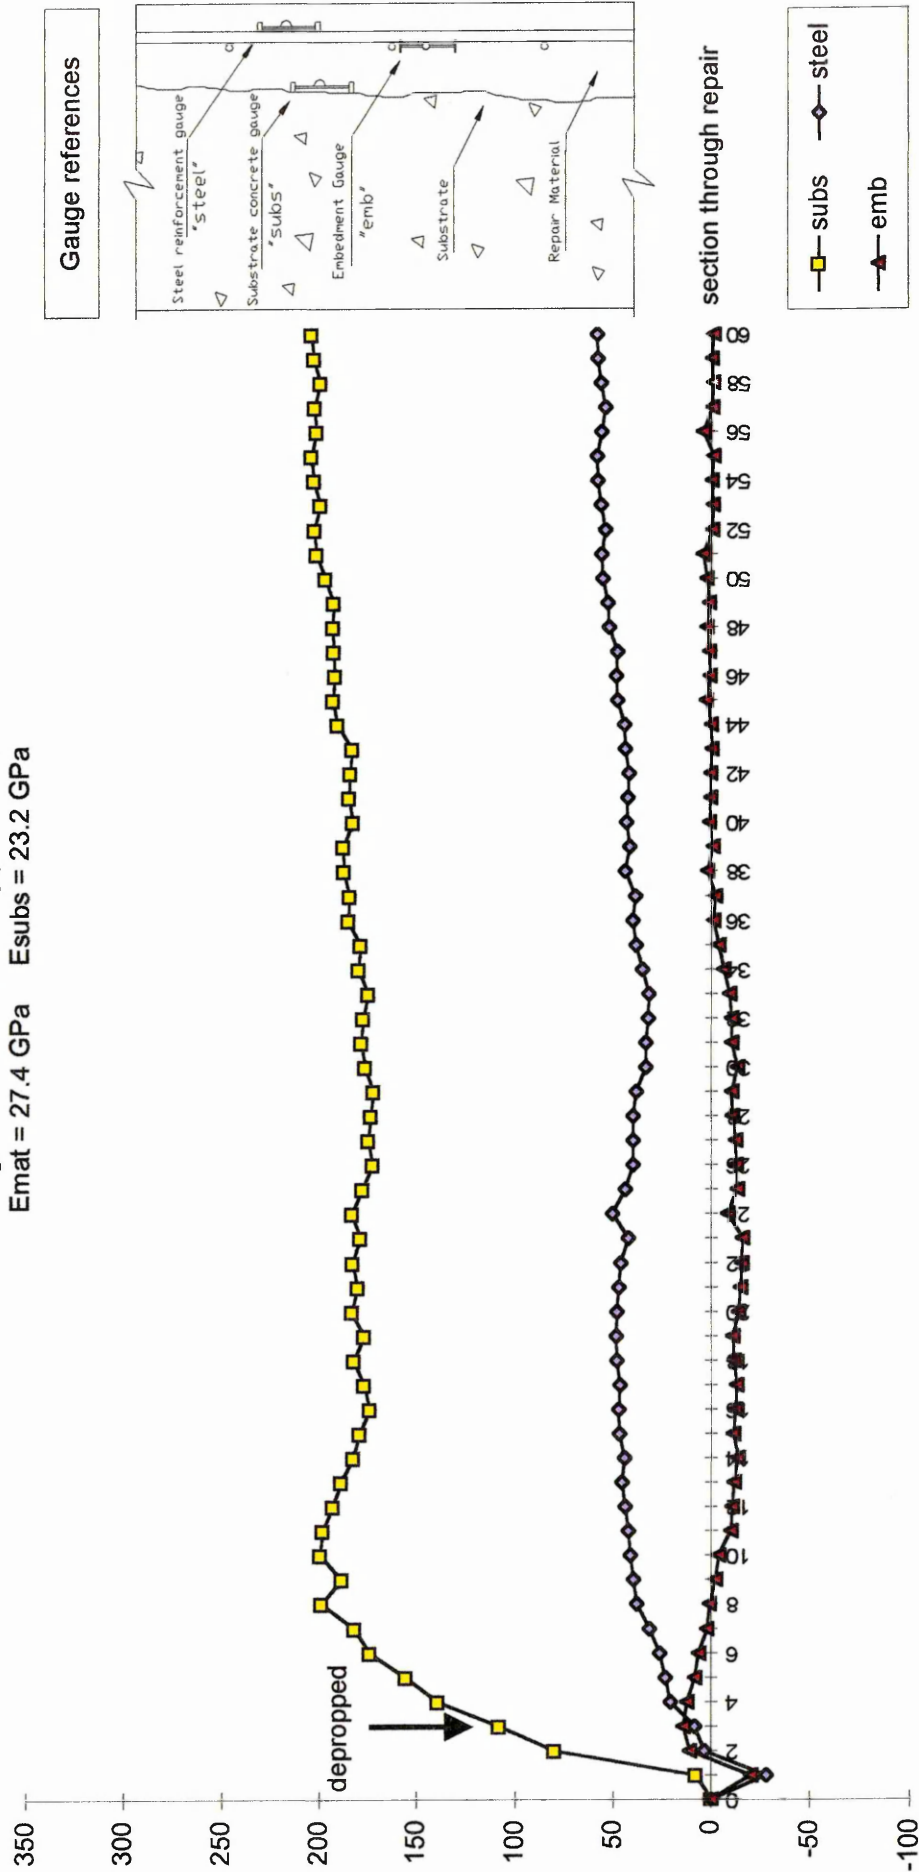 Emat = 27.4 GPa Esubs = 23.2 GPa
350
300
250
200
150
100
50
0
-50
-100
depropped
0
2
4
6
8
10
14
36
38
40
42
44
46
48
50
52
54
56
58
60
Gauge references
Steel reinforcement gauge
"steel"
Substrate concrete gauge
"subs"
Embedment Gauge
"emb"
Substrate
Repair Material
section through repair
subs
steel
emb